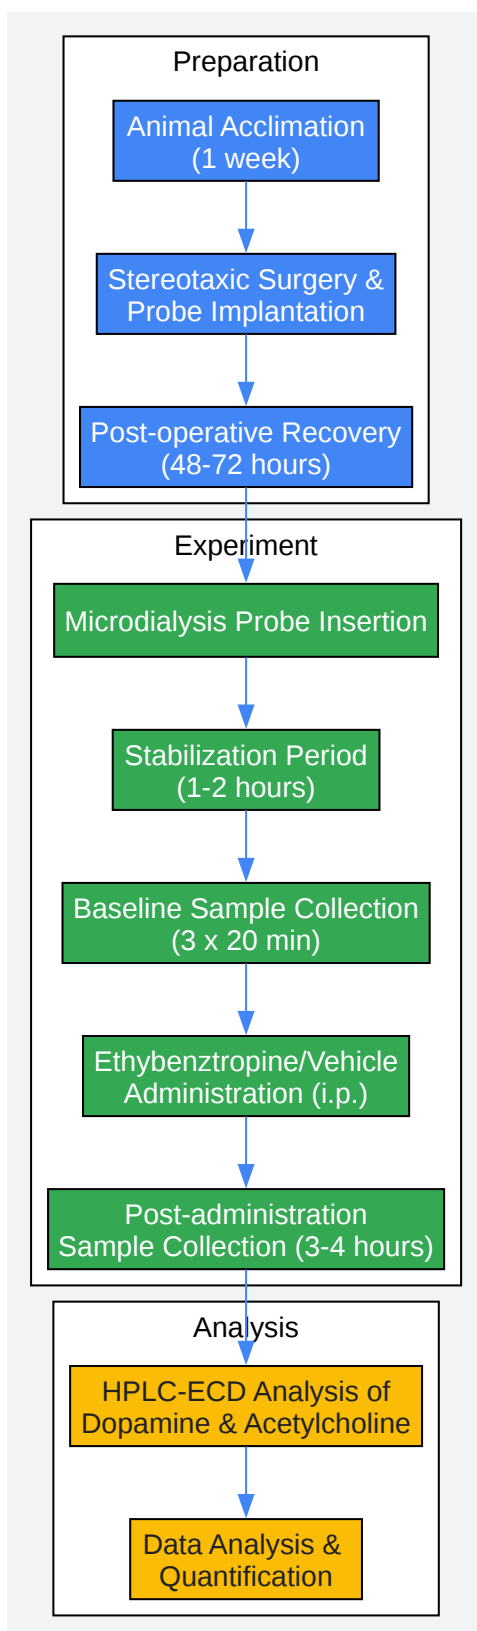 Preparation
Animal Acclimation
(1 week)
Stereotaxic Surgery &
Probe Implantation
Post-operative Recovery
(48-72 hours)
Experiment
Microdialysis Probe Insertion
Stabilization Period
(1-2 hours)
Baseline Sample Collection
(3 x 20 min)
Ethybenztropine/Vehicle
Administration (i.p.)
Post-administration
Sample Collection (3-4 hours)
Analysis
HPLC-ECD Analysis of
Dopamine & Acetylcholine
Data Analysis &
Quantification